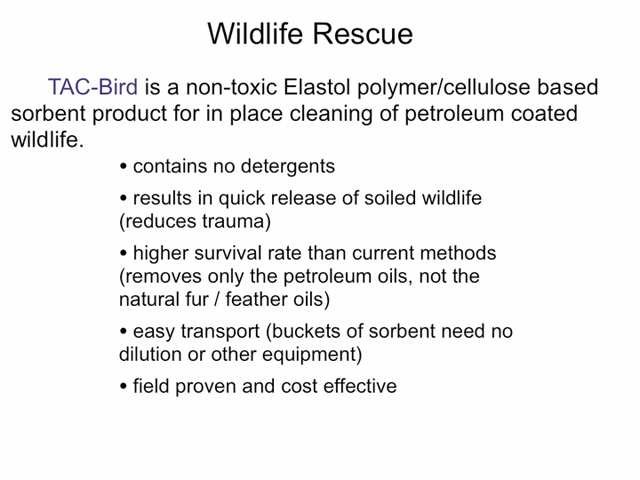 Wildlife Rescue
TAC-Bird is a non-toxic Elastol polymer/cellulose based
sorbent product for in place cleaning of petroleum coated
wildlife.
• contains no detergents
• results in quick release of soiled wildlife
(reduces trauma)
• higher survival rate than current methods
(removes only the petroleum oils, not the
natural fur / feather oils)
• easy transport (buckets of sorbent need no
dilution or other equipment)
• field proven and cost effective